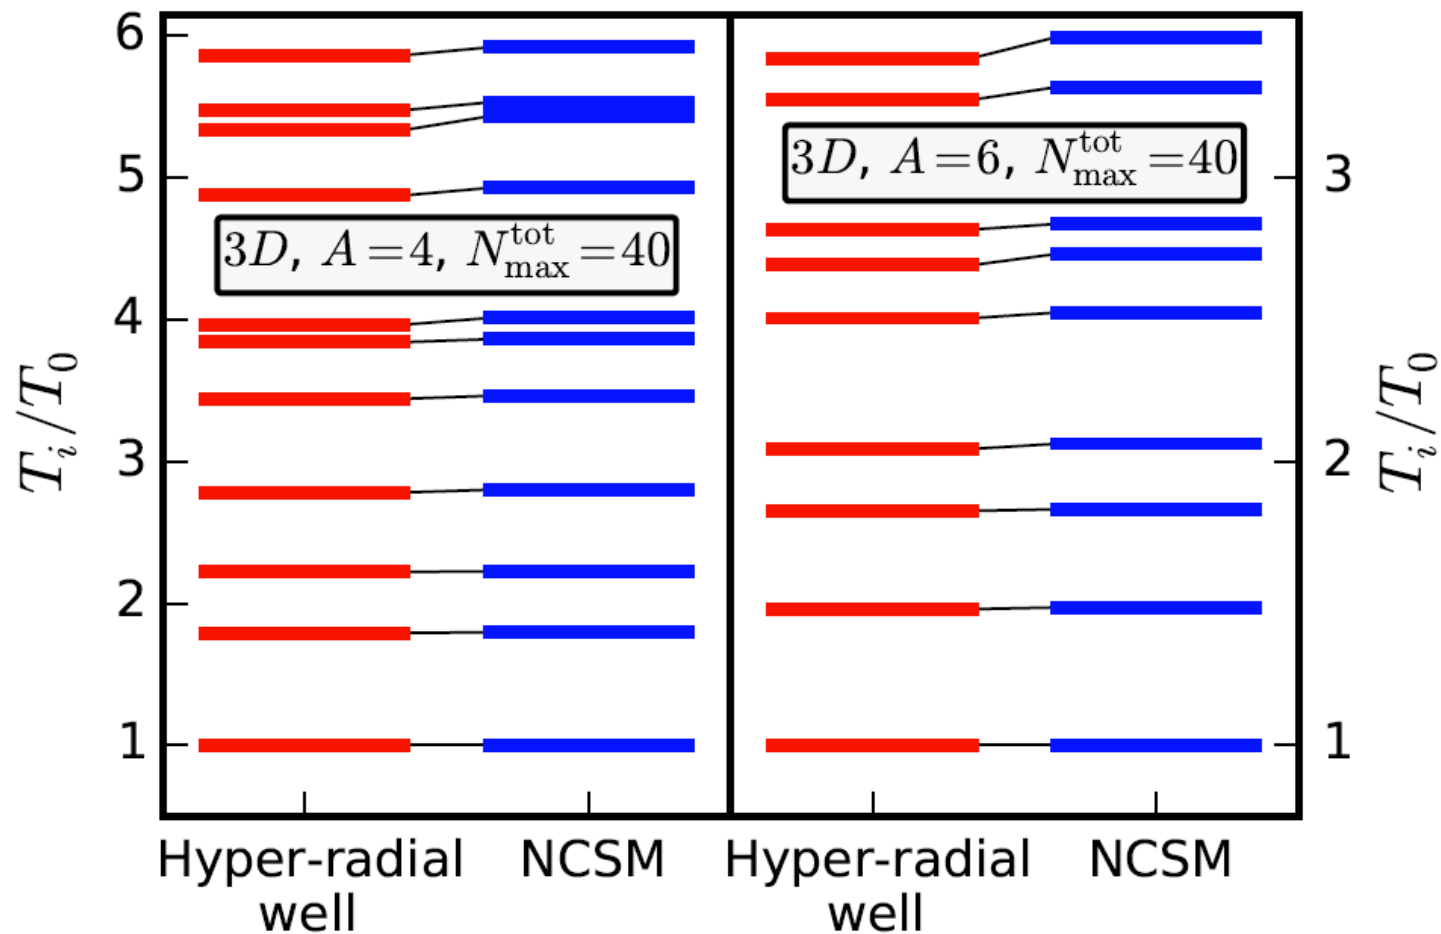 6
5
4
3
2
1
T_i/T_0
3D, A=4, N_max^tot=40
3D, A=6, N_max^tot=40
3
2
1
T_i/T_0
Hyper-radial well
NCSM
Hyper-radial well
NCSM